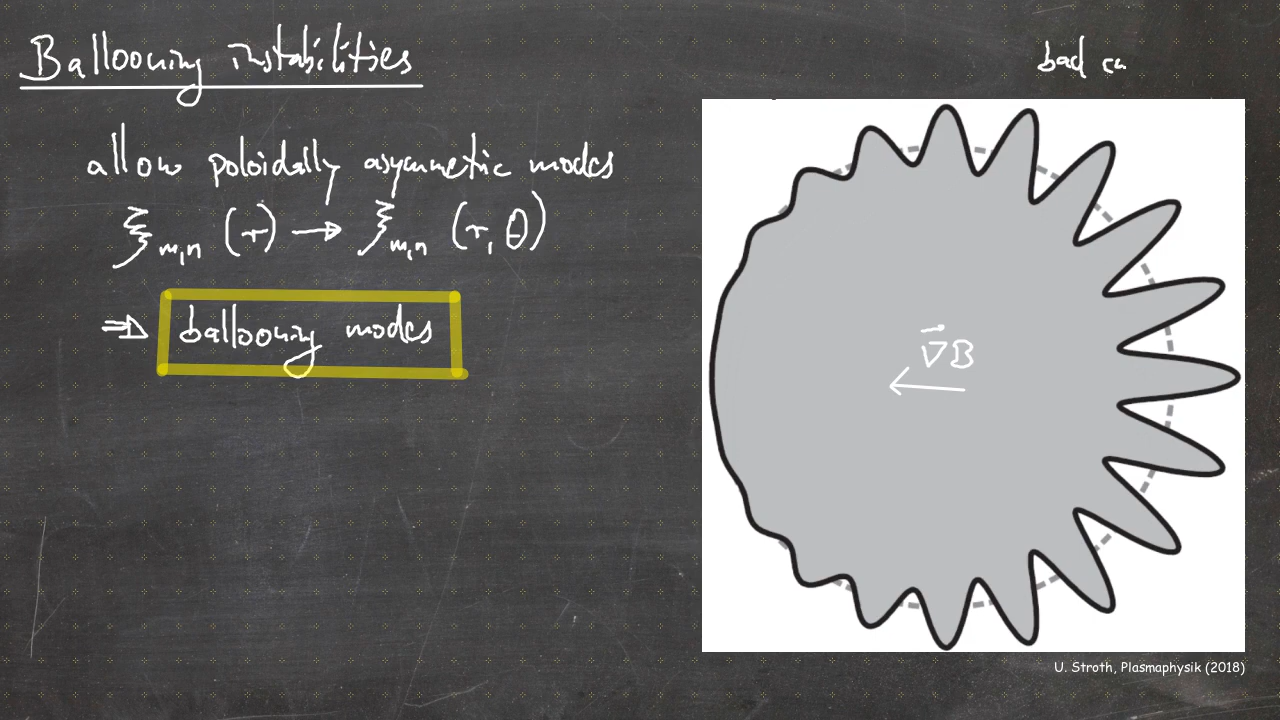 Ballooning instabilities
bad cu
allow poloidally asymmetric modes
ξm,n (r) → ξm,n (r, θ)
⇒ ballooning modes
∇B
U. Stroth, Plasmaphysik (2018)